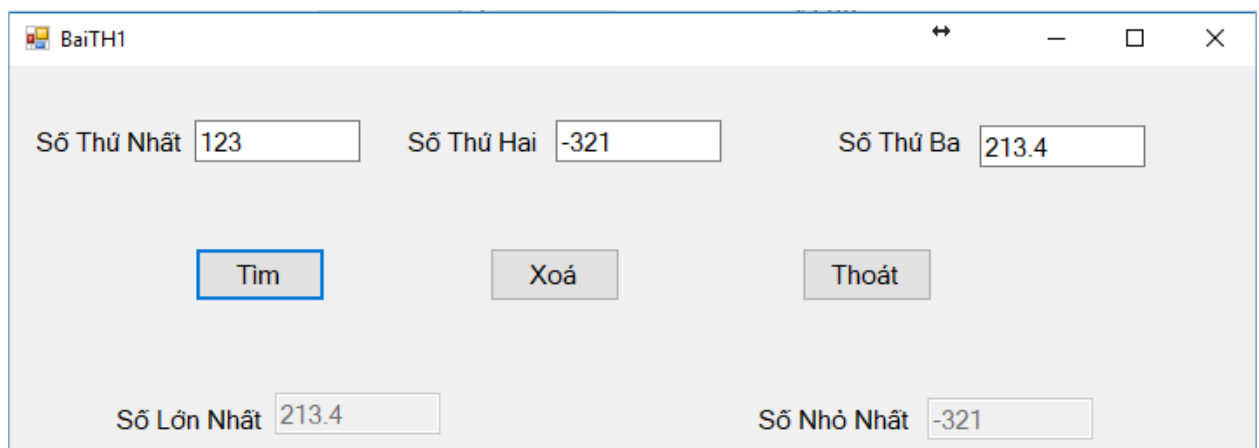 BaiTH1
Số Thứ Nhất 123 Số Thứ Hai -321 Số Thứ Ba 213.4
Tìm Xoá Thoát
Số Lớn Nhất 213.4 Số Nhỏ Nhất -321